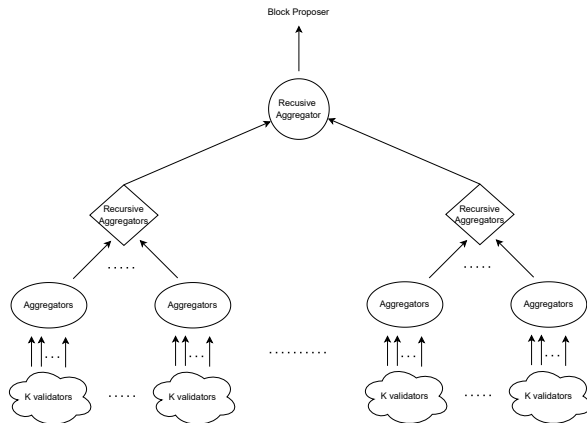 Block Proposer
Recusive
Aggregator
Recursive
Aggregators
Recursive
Aggregators
.....
.....
Aggregators
Aggregators
Aggregators
Aggregators
...
...
...
...
..........
K validators
.....
K validators
K validators
.....
K validators